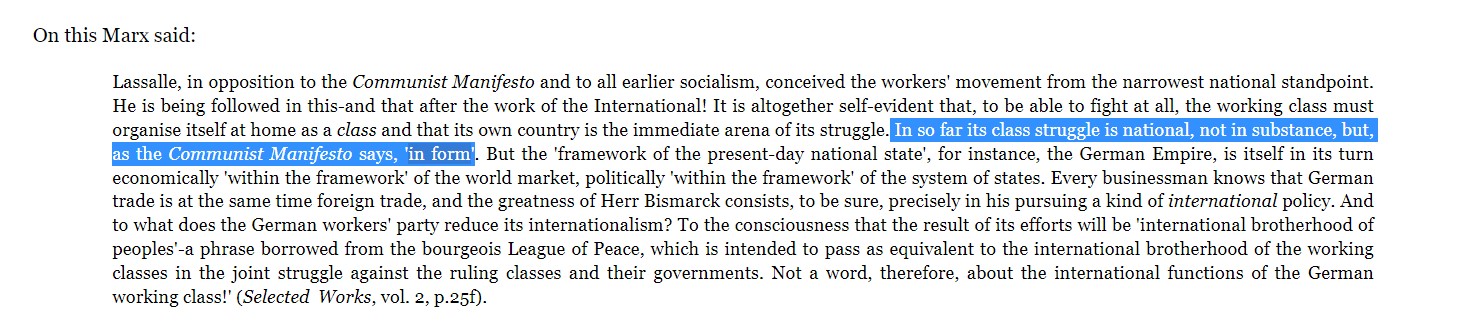 On this Marx said:
Lassalle, in opposition to the Communist Manifesto and to all earlier socialism, conceived the workers' movement from the narrowest national standpoint.
He is being followed in this-and that after the work of the International! It is altogether self-evident that, to be able to fight at all, the working class must
organise itself at home as a class and that its own country is the immediate arena of its struggle. In so far its class struggle is national, not in substance, but,
as the Communist Manifesto says, 'in form'. But the 'framework of the present-day national state', for instance, the German Empire, is itself in its turn
economically 'within the framework' of the world market, politically 'within the framework' of the system of states. Every businessman knows that German
trade is at the same time foreign trade, and the greatness of Herr Bismarck consists, to be sure, precisely in his pursuing a kind of international policy. And
to what does the German workers' party reduce its internationalism? To the consciousness that the result of its efforts will be 'international brotherhood of
peoples'-a phrase borrowed from the bourgeois League of Peace, which is intended to pass as equivalent to the international brotherhood of the working
classes in the joint struggle against the ruling classes and their governments. Not a word, therefore, about the international functions of the German
working class!' (Selected Works, vol. 2, p.25f).